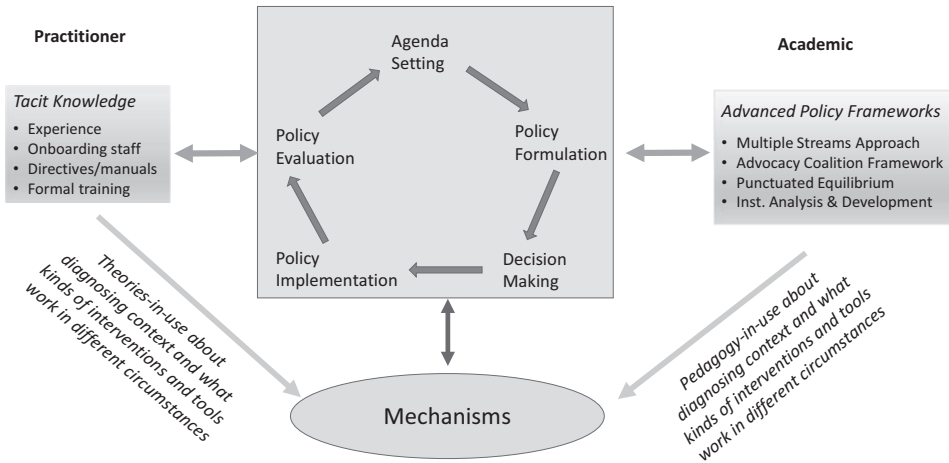 Practitioner
Academic
Tacit Knowledge
• Experience
• Onboarding staff
• Directives/manuals
• Formal training
Agenda
Setting
Policy
Evaluation
Policy
Formulation
Policy
Implementation
Decision
Making
Advanced Policy Frameworks
• Multiple Streams Approach
• Advocacy Coalition Framework
• Punctuated Equilibrium
• Inst. Analysis & Development
Theories-in-use about
diagnosing context and what
kinds of interventions and tools
work in different circumstances
Pedagogy-in-use about
diagnosing context and what
kinds of interventions and tools
work in different circumstances
Mechanisms